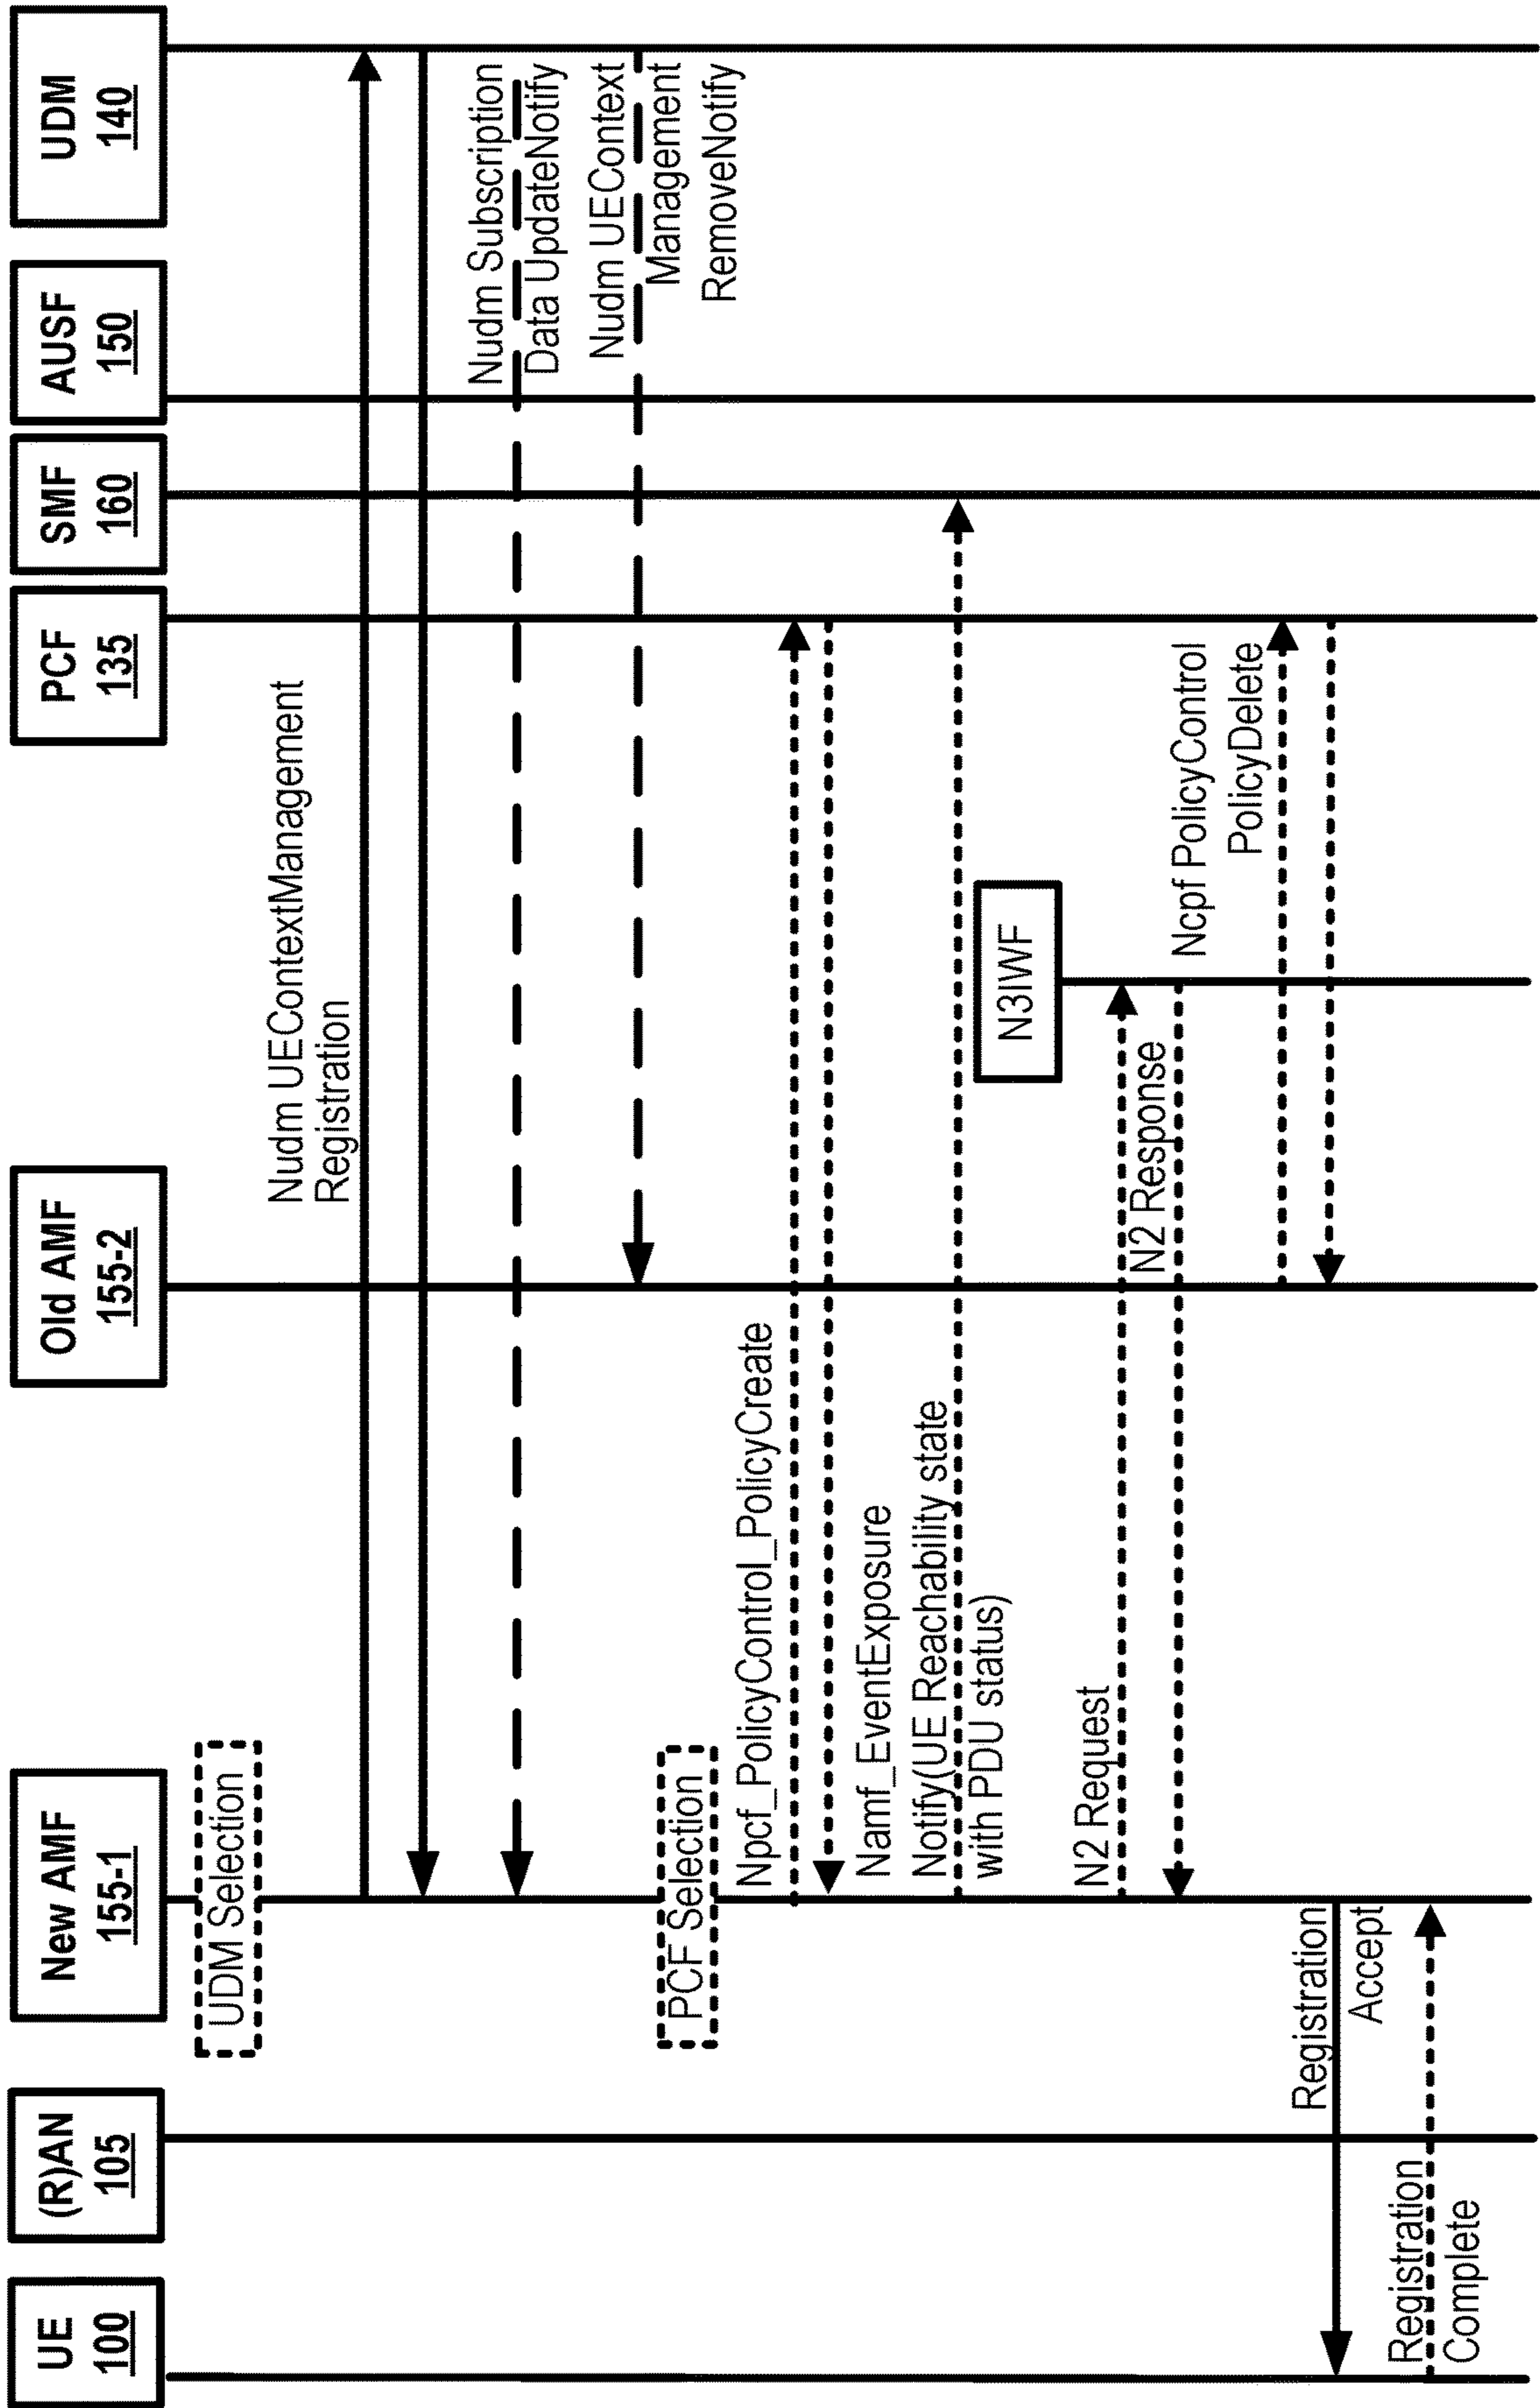 UE
100
(R)AN
105
New AMF
155-1
Old AMF
155-2
PCF
135
SMF
160
AUSF
150
UDM
140
UDM Selection
Nudm UEContextManagement
Registration
Nudm Subscription
Data UpdateNotify
Nudm UEContext
Management
RemoveNotify
PCF Selection
Npcf_PolicyControl_PolicyCreate
Namf_EventExposure
Notify(UE Reachability state
with PDU status)
N3IWF
N2 Request
N2 Response
Ncpf PolicyControl
PolicyDelete
Registration
Accept
Registration
Complete